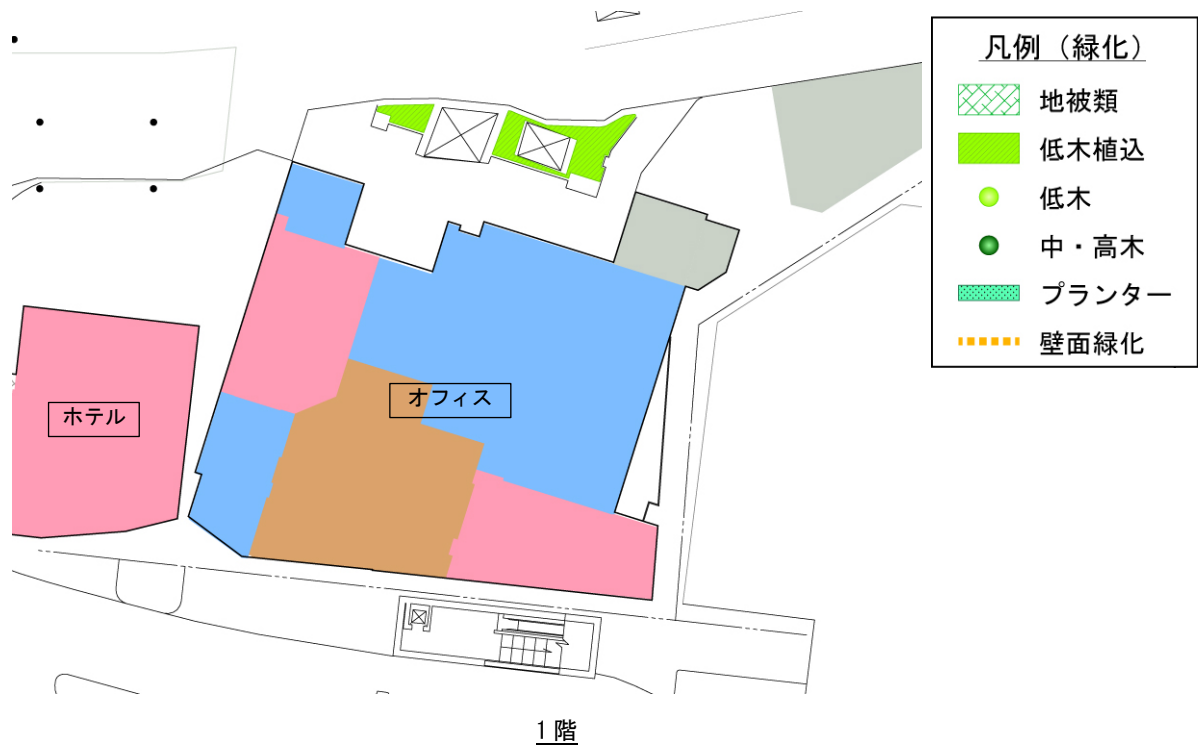 凡例（緑化）
地被類
低木植込
低木
中・高木
プランター
壁面緑化
オフィス
ホテル
1階